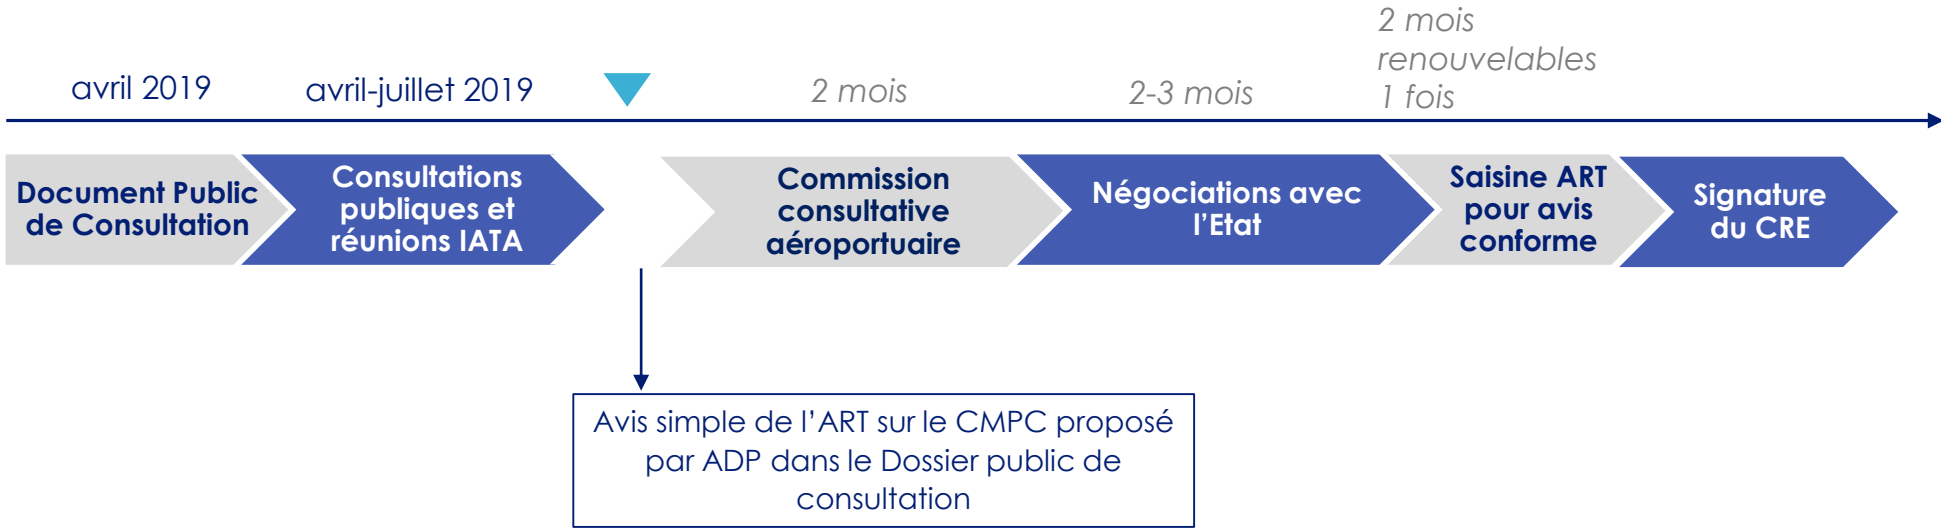 avril 2019
avril-juillet 2019
2 mois
2-3 mois
2 mois
renouvelables
1 fois
Document Public
de Consultation
Consultations
publiques et
réunions IATA
Commission
consultative
aéroportuaire
Négociations avec
l'Etat
Saisine ART
pour avis
conforme
Signature
du CRE
Avis simple de l'ART sur le CMPC proposé
par ADP dans le Dossier public de
consultation